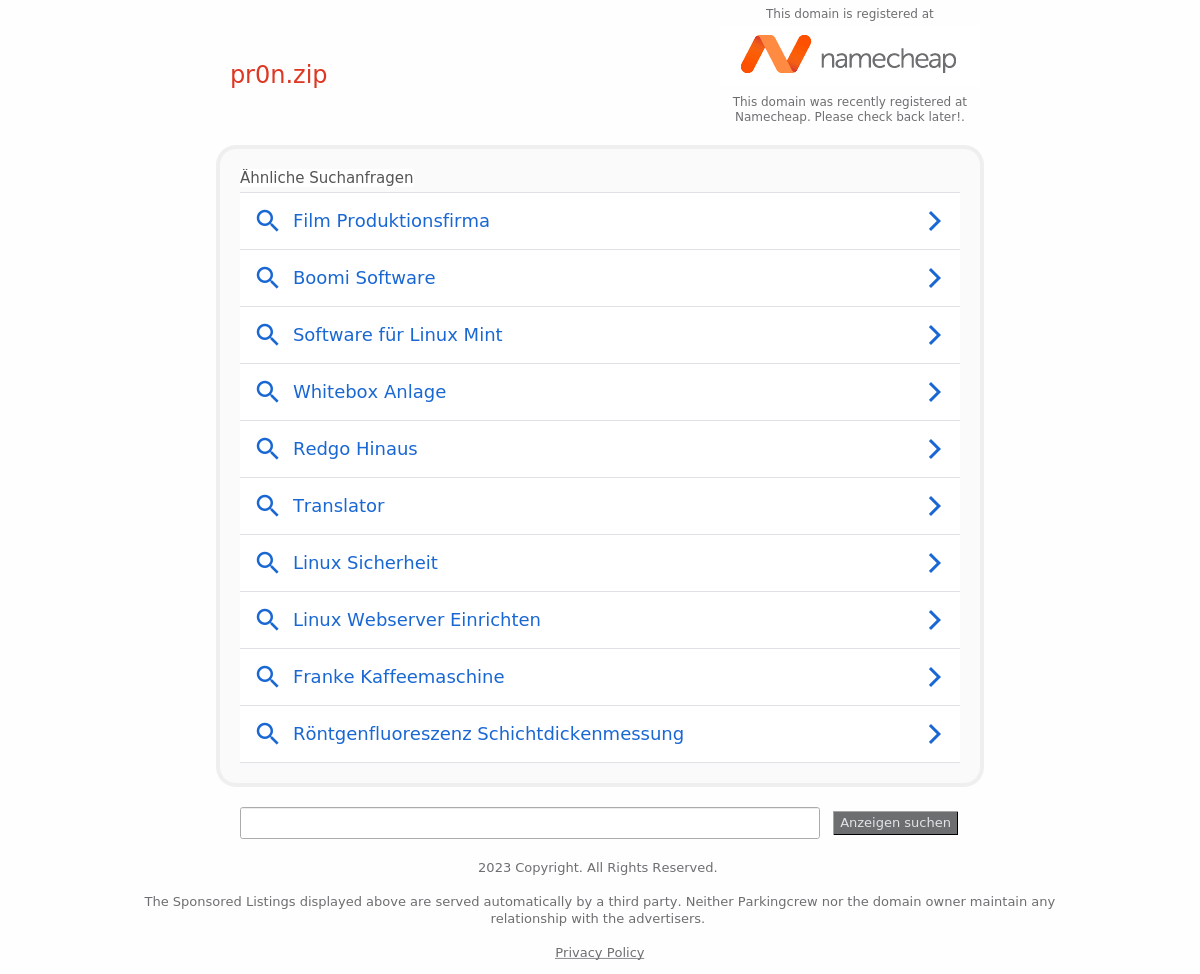 This domain is registered at
namecheap
pr0n.zip
This domain was recently registered at
Namecheap. Please check back later!.
Ähnliche Suchanfragen
Film Produktionsfirma
Boomi Software
Software für Linux Mint
Whitebox Anlage
Redgo Hinaus
Translator
Linux Sicherheit
Linux Webserver Einrichten
Franke Kaffeemaschine
Röntgenfluoreszenz Schichtdickenmessung
Anzeigen suchen
2023 Copyright. All Rights Reserved.
The Sponsored Listings displayed above are served automatically by a third party. Neither Parkingcrew nor the domain owner maintain any
relationship with the advertisers.
Privacy Policy